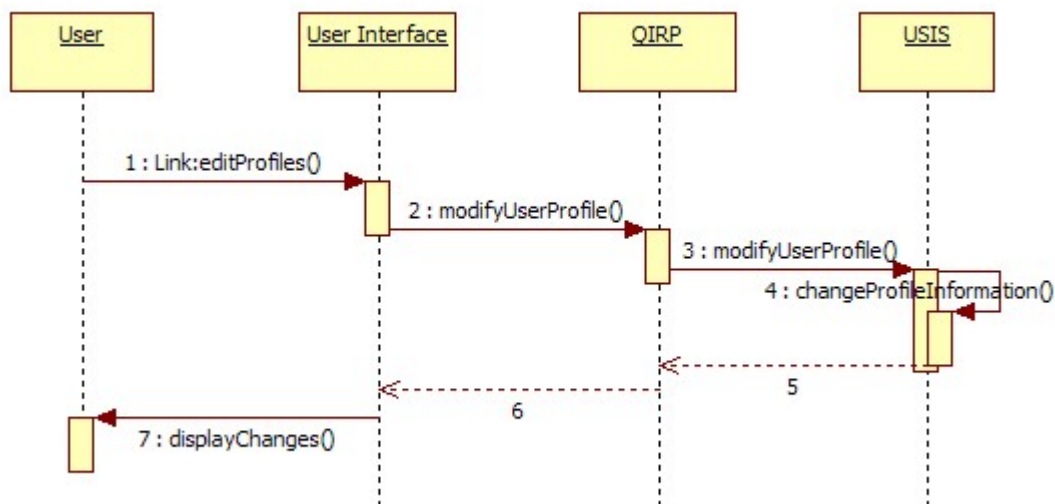 User
User Interface
QIRP
USIS
1 : Link:editProfiles()
2 : modifyUserProfile()
3 : modifyUserProfile()
4 : changeProfileInformation()
5
6
7 : displayChanges()